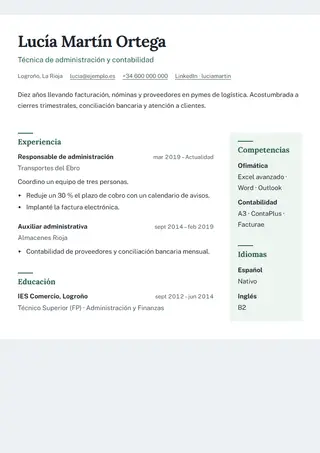 Lucía Martín Ortega
Técnica de administración y contabilidad
Logroño, La Rioja lucia@ejemplo.es +34 600 000 000 LinkedIn · luciamartin
Diez años llevando facturación, nóminas y proveedores en pymes de logística. Acostumbrada a
cierres trimestrales, conciliación bancaria y atención a clientes.
Experiencia
Responsable de administración mar 2019 - Actualidad
Transportes del Ebro
Coordino un equipo de tres personas.
• Reduje un 30 % el plazo de cobro con un calendario de avisos.
• Implanté la factura electrónica.
Auxiliar administrativa sept 2014 - feb 2019
Almacenes Rioja
• Contabilidad de proveedores y conciliación bancaria mensual.
Educación
IES Comercio, Logroño sept 2012 - jun 2014
Técnico Superior (FP) · Administración y Finanzas
Competencias
Ofimática
Excel avanzado ·
Word · Outlook
Contabilidad
A3 · ContaPlus ·
Facturae
Idiomas
Español
Nativo
Inglés
B2